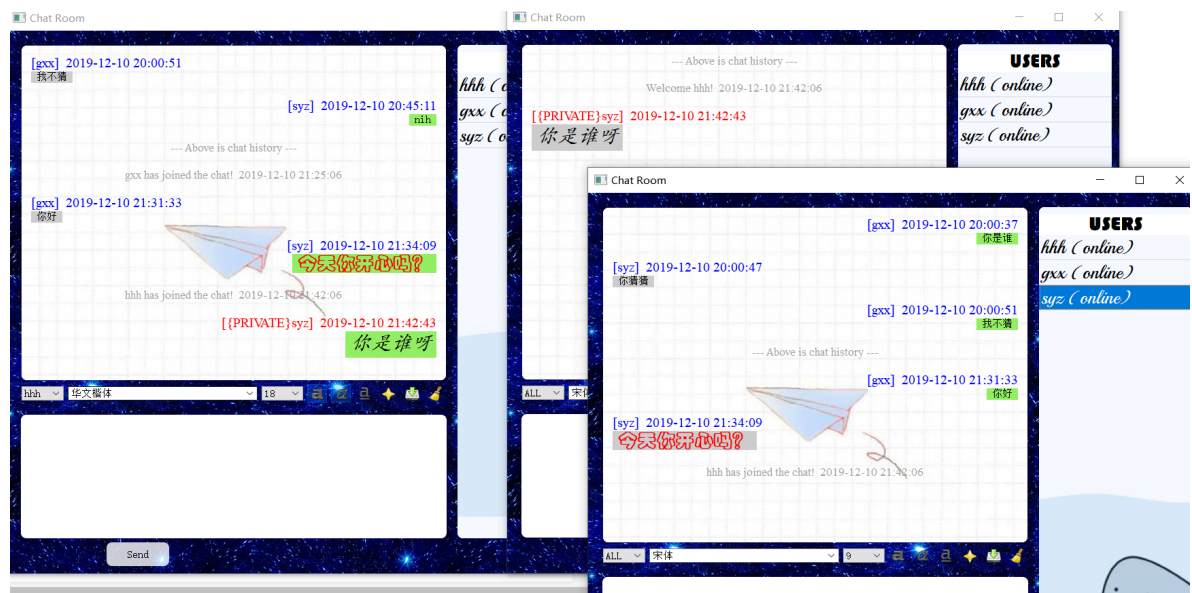 Chat Room
[gxx] 2019-12-10 20:00:51
我不猜
[syz] 2019-12-10 20:45:11
nih
--- Above is chat history ---
gxx has joined the chat! 2019-12-10 21:25:06
[gxx] 2019-12-10 21:31:33
你好
[syz] 2019-12-10 21:34:09
今天你开心吗?
hhh has joined the chat! 2019-12-10 21:42:06
[{PRIVATE}syz] 2019-12-10 21:42:43
你是谁呀
hhh 华文楷体 18 a a a
Send
hhh (o
gxx (o
syz (o
Chat Room
--- Above is chat history ---
Welcome hhh! 2019-12-10 21:42:06
[{PRIVATE}syz] 2019-12-10 21:42:43
你是谁呀
ALL 宋体
USERS
hhh (online)
gxx (online)
syz (online)
Chat Room
[gxx] 2019-12-10 20:00:37
你是谁
[syz] 2019-12-10 20:00:47
你猜猜
[gxx] 2019-12-10 20:00:51
我不猜
--- Above is chat history ---
[gxx] 2019-12-10 21:31:33
你好
[syz] 2019-12-10 21:34:09
今天你开心吗?
hhh has joined the chat! 2019-12-10 21:42:06
ALL 宋体 9 a a a
USERS
hhh (online)
gxx (online)
syz (online)